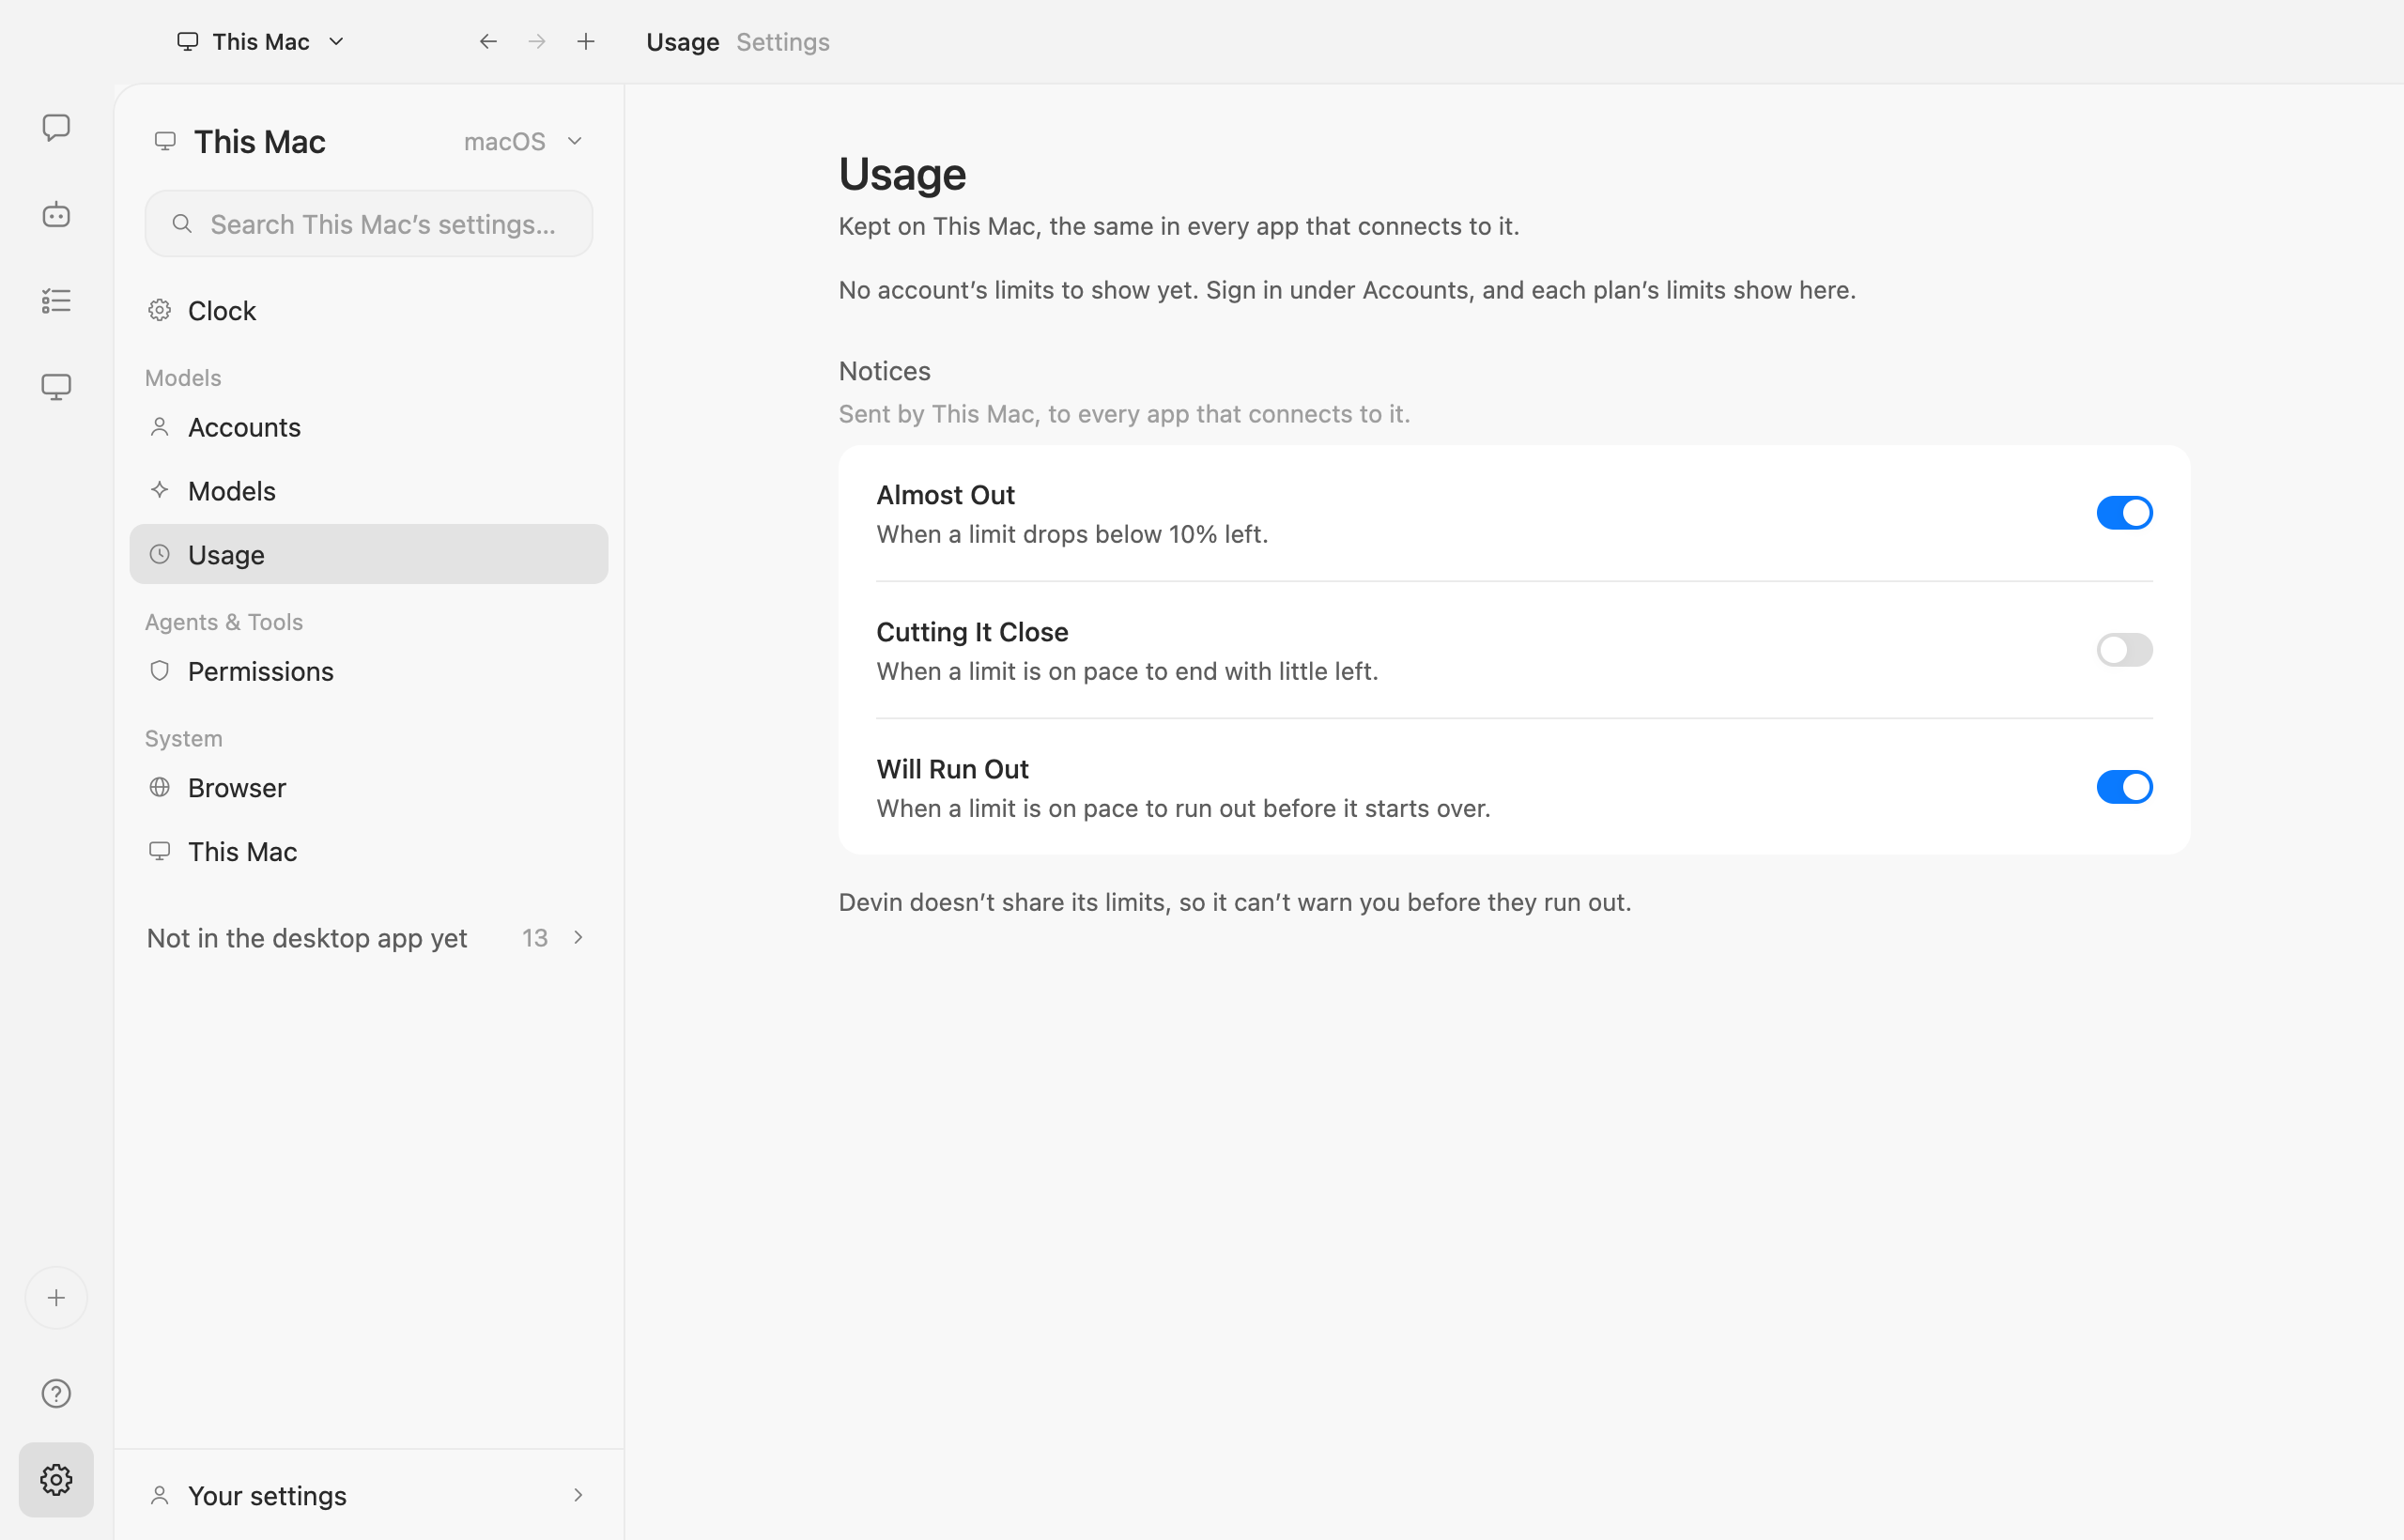 This Mac
Usage Settings
This Mac macOS
Search This Mac’s settings...
Clock
Models
Accounts
Models
Usage
Agents & Tools
Permissions
System
Browser
This Mac
Not in the desktop app yet 13
Your settings
Usage
Kept on This Mac, the same in every app that connects to it.
No account’s limits to show yet. Sign in under Accounts, and each plan’s limits show here.
Notices
Sent by This Mac, to every app that connects to it.
Almost Out
When a limit drops below 10% left.
Cutting It Close
When a limit is on pace to end with little left.
Will Run Out
When a limit is on pace to run out before it starts over.
Devin doesn’t share its limits, so it can’t warn you before they run out.